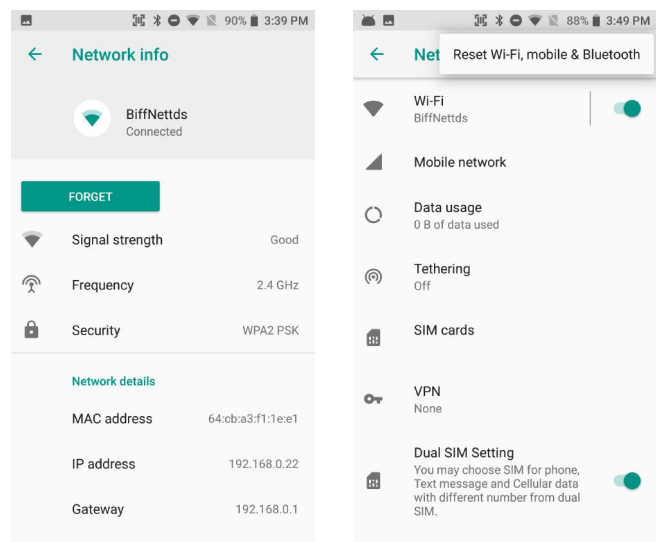 90% 3:39 PM
Network info
BiffNettds
Connected
FORGET
Signal strength Good
Frequency 2.4 GHz
Security WPA2 PSK
Network details
MAC address 64:cb:a3:f1:1e:e1
IP address 192.168.0.22
Gateway 192.168.0.1
88% 3:49 PM
Net
Reset Wi-Fi, mobile & Bluetooth
Wi-Fi
BiffNettds
Mobile network
Data usage
0 B of data used
Tethering
Off
SIM cards
VPN
None
Dual SIM Setting
You may choose SIM for phone,
Text message and Cellular data
with different number from dual
SIM.